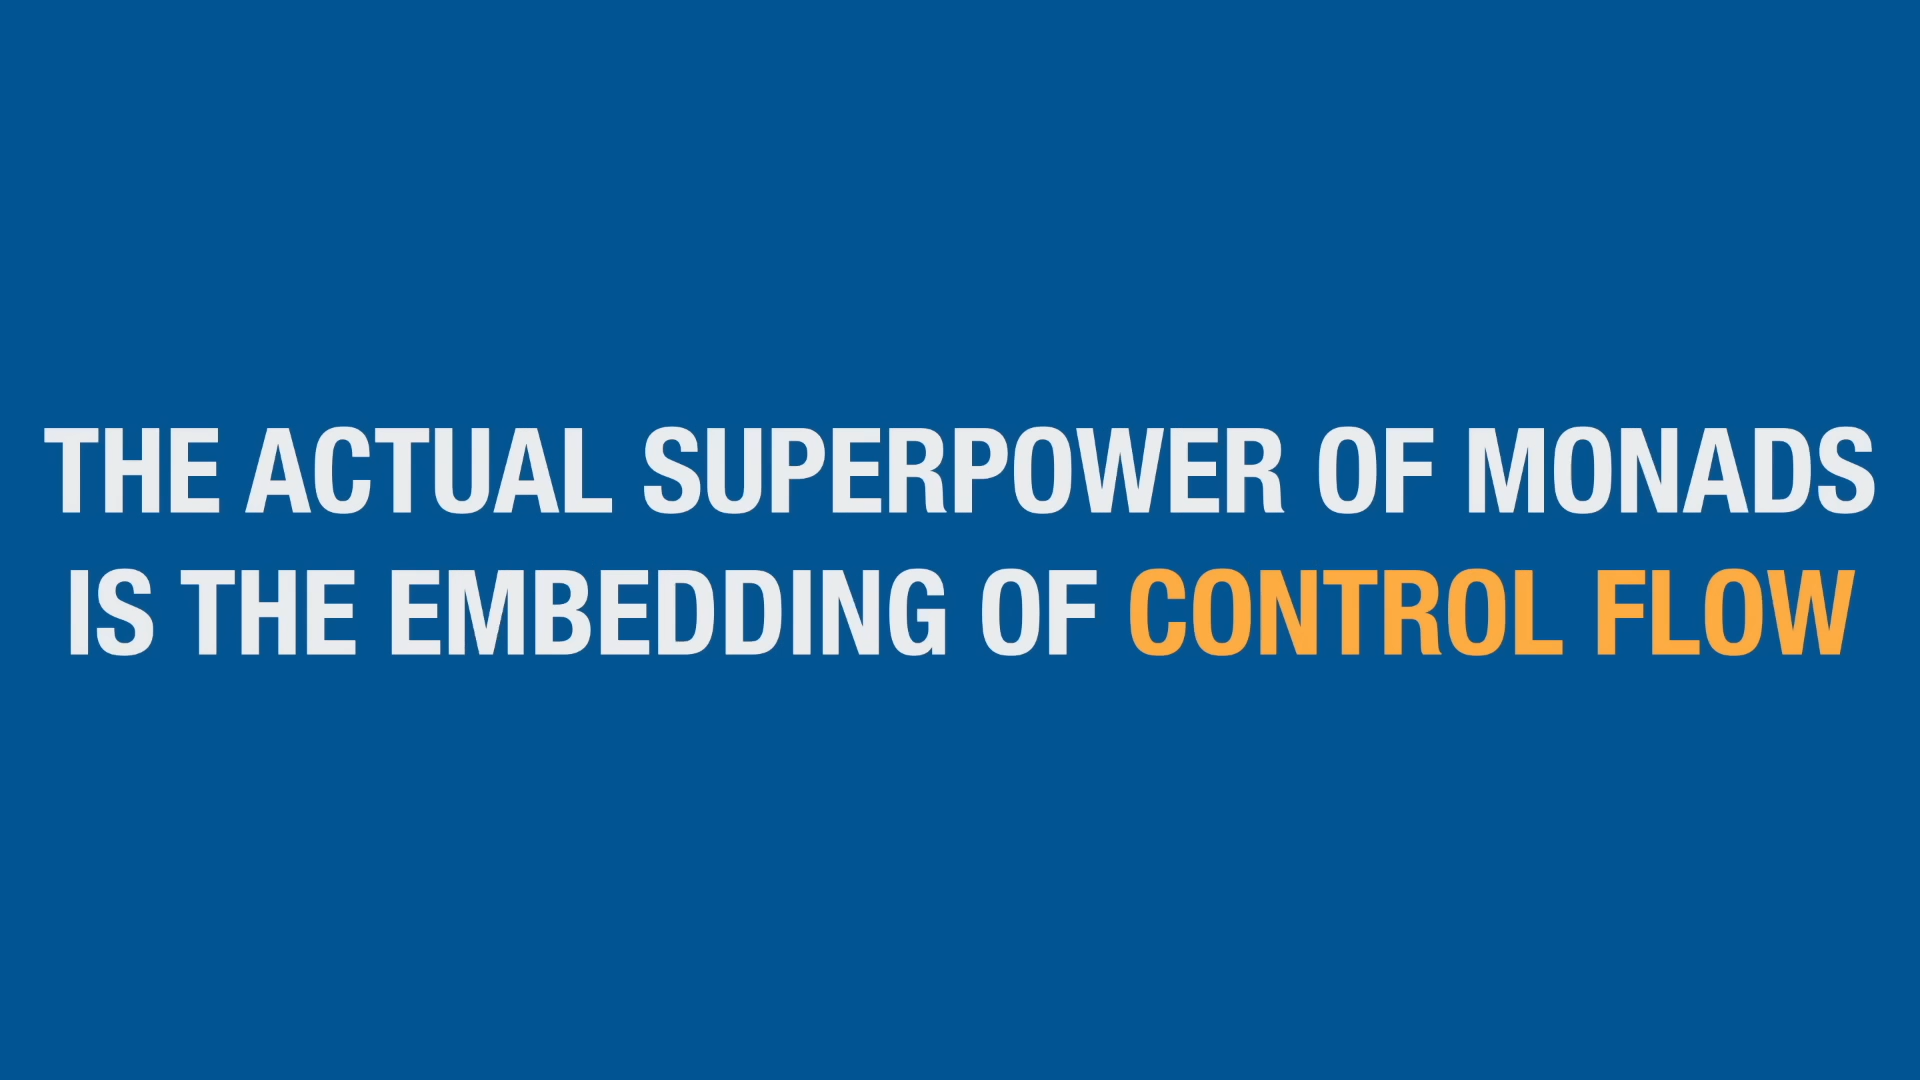 THE ACTUAL SUPERPOWER OF MONADS
IS THE EMBEDDING OF CONTROL FLOW